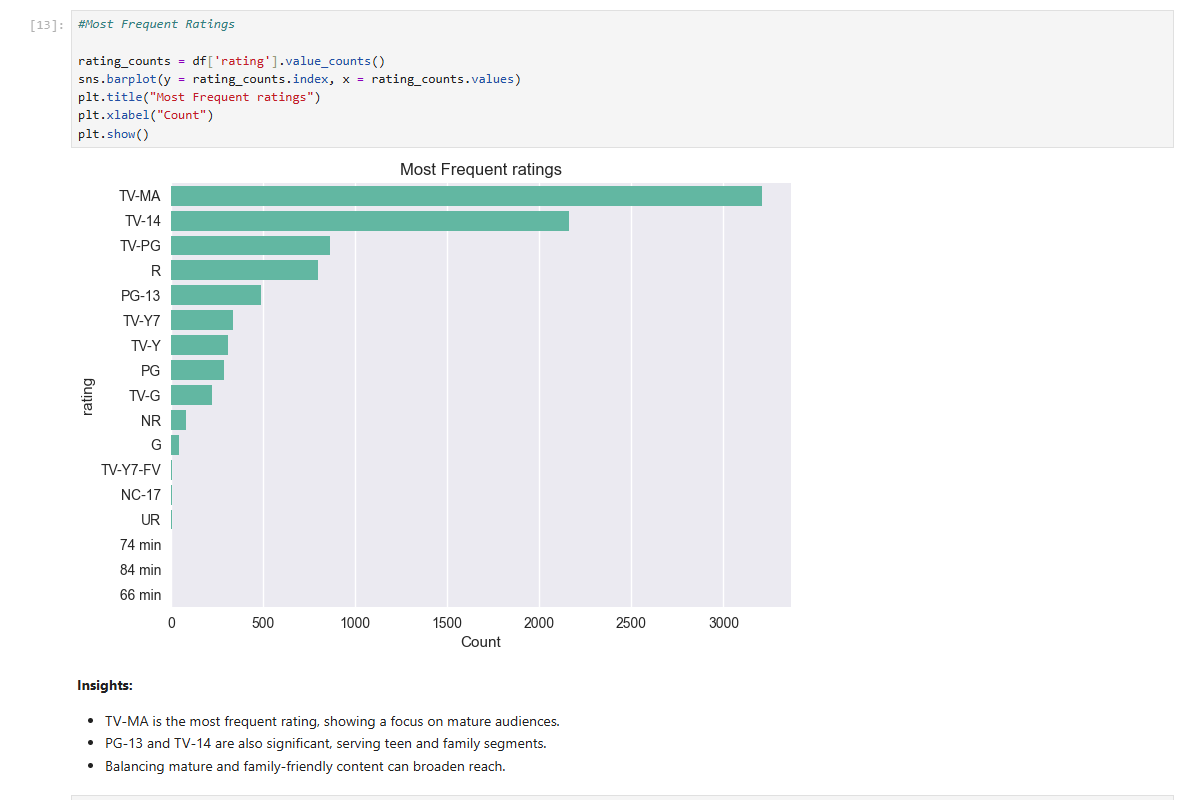 [13]: #Most Frequent Ratings
rating_counts = df['rating'].value_counts()
sns.barplot(y = rating_counts.index, x = rating_counts.values)
plt.title("Most Frequent ratings")
plt.xlabel("Count")
plt.show()
Most Frequent ratings
TV-MA
TV-14
TV-PG
R
PG-13
TV-Y7
TV-Y
PG
TV-G
NR
G
TV-Y7-FV
NC-17
UR
74 min
84 min
66 min
rating
0 500 1000 1500 2000 2500 3000
Count
Insights:
• TV-MA is the most frequent rating, showing a focus on mature audiences.
• PG-13 and TV-14 are also significant, serving teen and family segments.
• Balancing mature and family-friendly content can broaden reach.